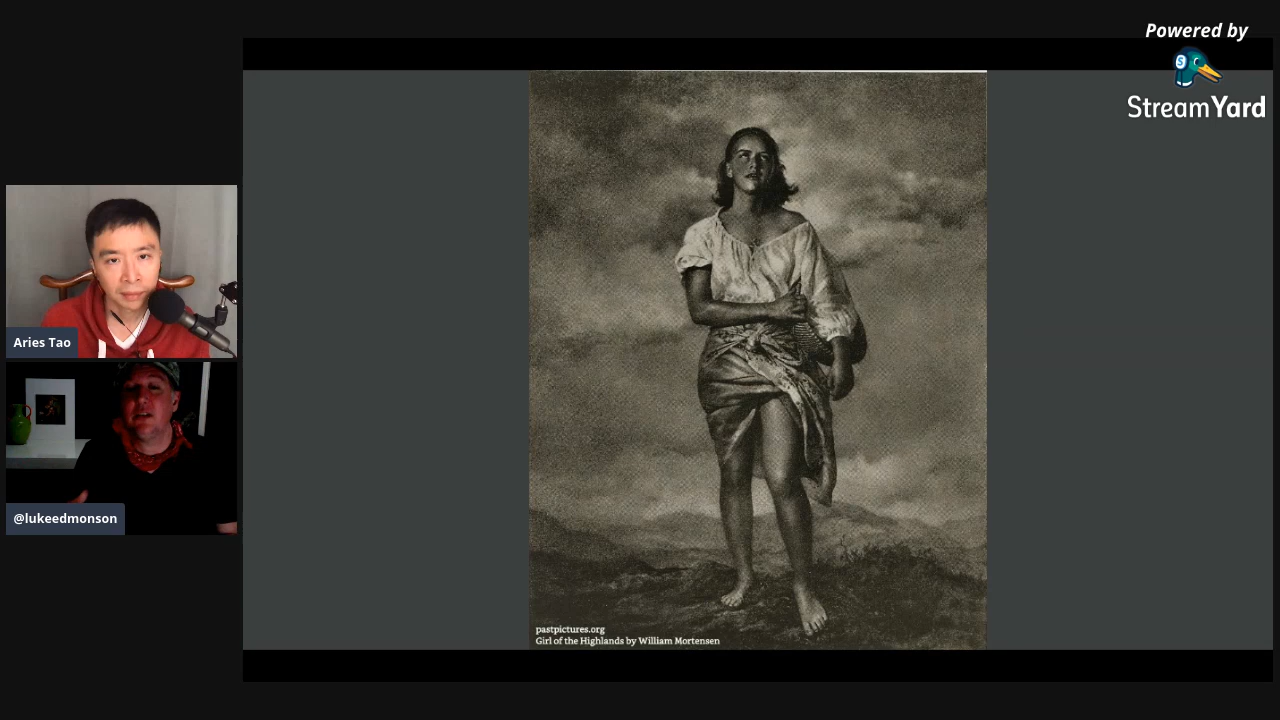 Powered by
StreamYard
Aries Tao
@lukeedmonson
pastpictures.org
Girl of the Highlands by William Mortensen